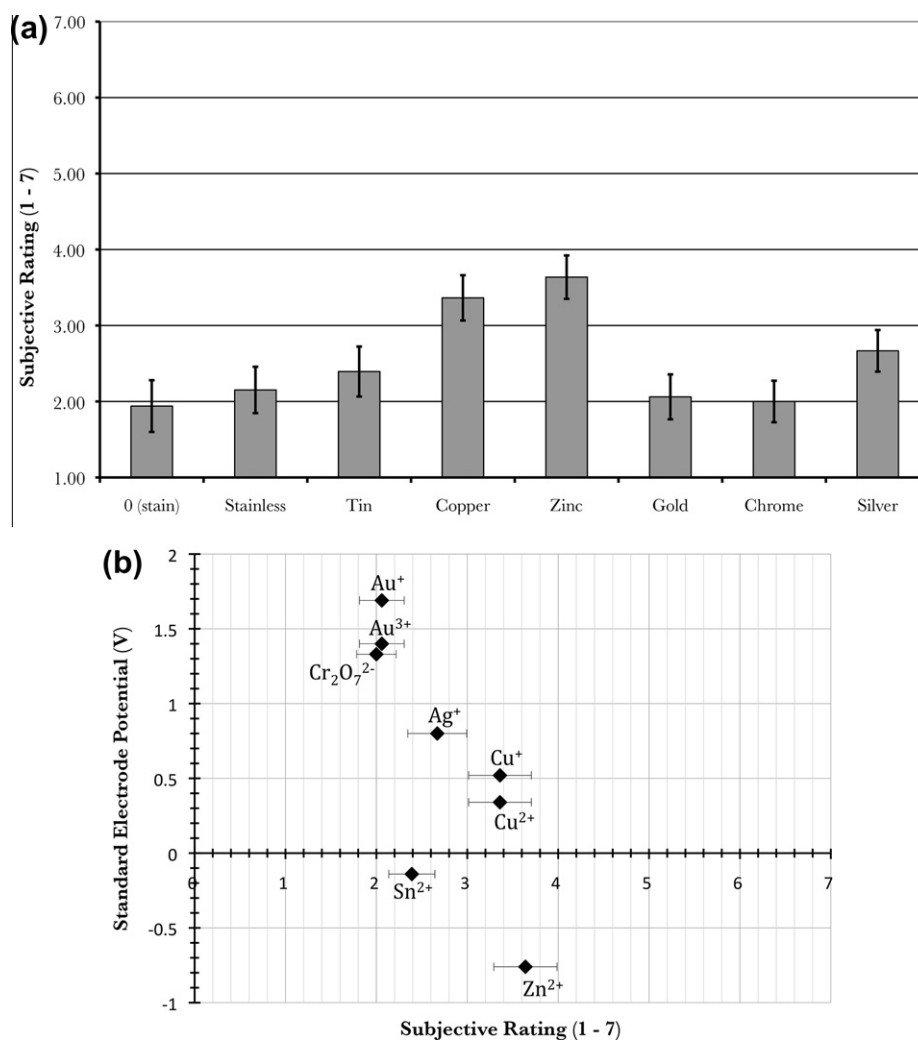 (a)
7.00
6.00
5.00
4.00
3.00
2.00
1.00
Subjective Rating (1 - 7)
0 (stain) Stainless Tin Copper Zinc Gold Chrome Silver
(b)
2
1.5
1
0.5
0
-0.5
-1
Standard Electrode Potential (V)
Au⁺
Au³⁺
Cr₂O₇²⁻
Ag⁺
Cu⁺
Cu²⁺
0 1 2 3 4 5 6 7
Sn²⁺
Zn²⁺
Subjective Rating (1 - 7)